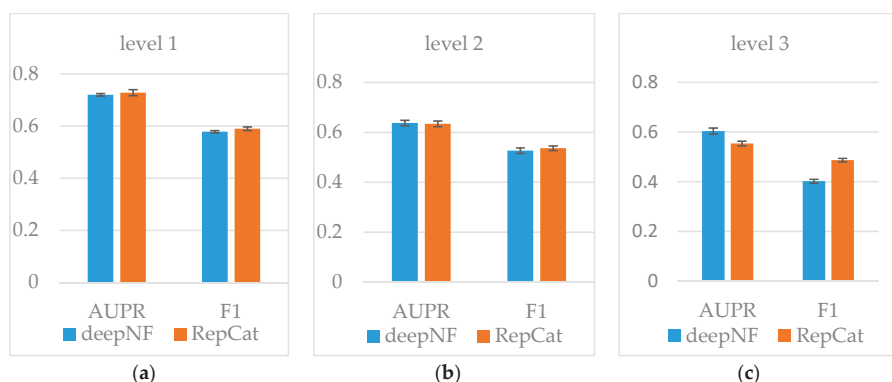 level 1
0.8
0.6
0.4
0.2
0
AUPR F1
deepNF RepCat
(a)
level 2
0.8
0.6
0.4
0.2
0
AUPR F1
deepNF RepCat
(b)
level 3
0.8
0.6
0.4
0.2
0
AUPR F1
deepNF RepCat
(c)